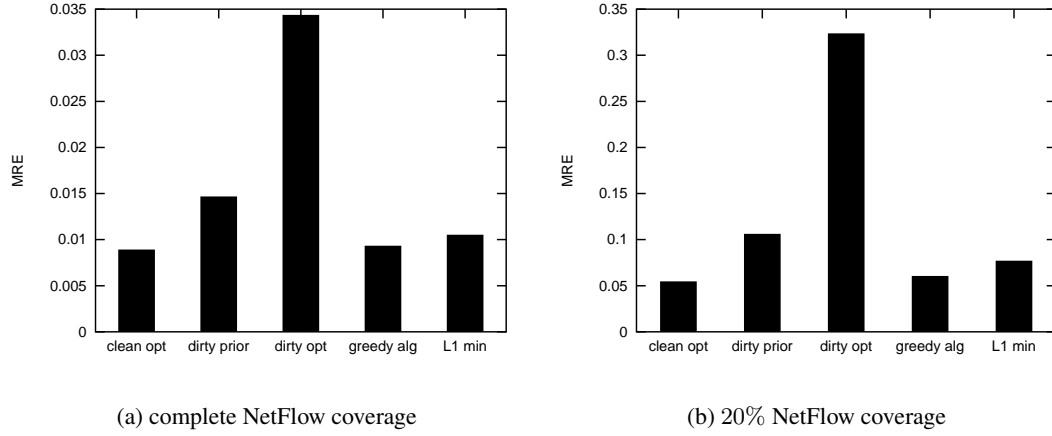 0.035
0.03
0.025
0.02
0.015
0.01
0.005
0
MRE
clean opt dirty prior dirty opt greedy alg L1 min
(a) complete NetFlow coverage
0.35
0.3
0.25
0.2
0.15
0.1
0.05
0
MRE
clean opt dirty prior dirty opt greedy alg L1 min
(b) 20% NetFlow coverage